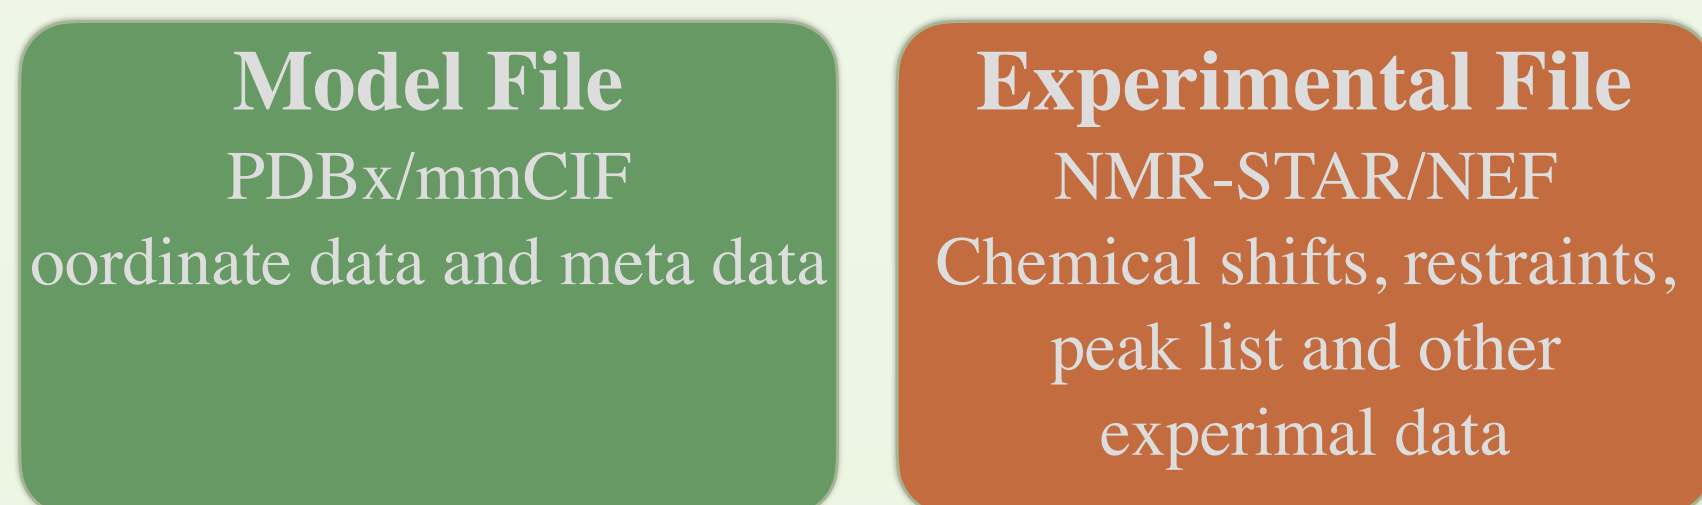 Model File
PDBx/mmCIF
oordinate data and meta data
Experimental File
NMR-STAR/NEF
Chemical shifts, restraints,
peak list and other
experimal data